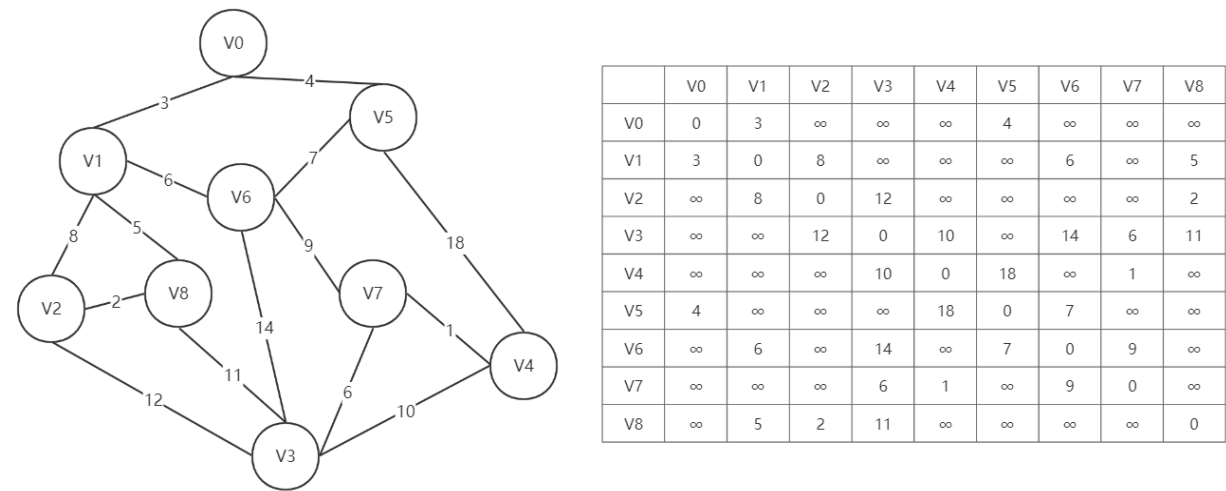 V0
4
3
V5
V1
7
6
V6
8
5
9
18
V2
2
V8
V7
14
1
11
V4
12
6
10
V3
V0 V1 V2 V3 V4 V5 V6 V7 V8
V0 0 3 ∞ ∞ ∞ 4 ∞ ∞ ∞
V1 3 0 8 ∞ ∞ ∞ 6 ∞ 5
V2 ∞ 8 0 12 ∞ ∞ ∞ ∞ 2
V3 ∞ ∞ 12 0 10 ∞ 14 6 11
V4 ∞ ∞ ∞ 10 0 18 ∞ 1 ∞
V5 4 ∞ ∞ ∞ 18 0 7 ∞ ∞
V6 ∞ 6 ∞ 14 ∞ 7 0 9 ∞
V7 ∞ ∞ ∞ 6 1 ∞ 9 0 ∞
V8 ∞ 5 2 11 ∞ ∞ ∞ ∞ 0